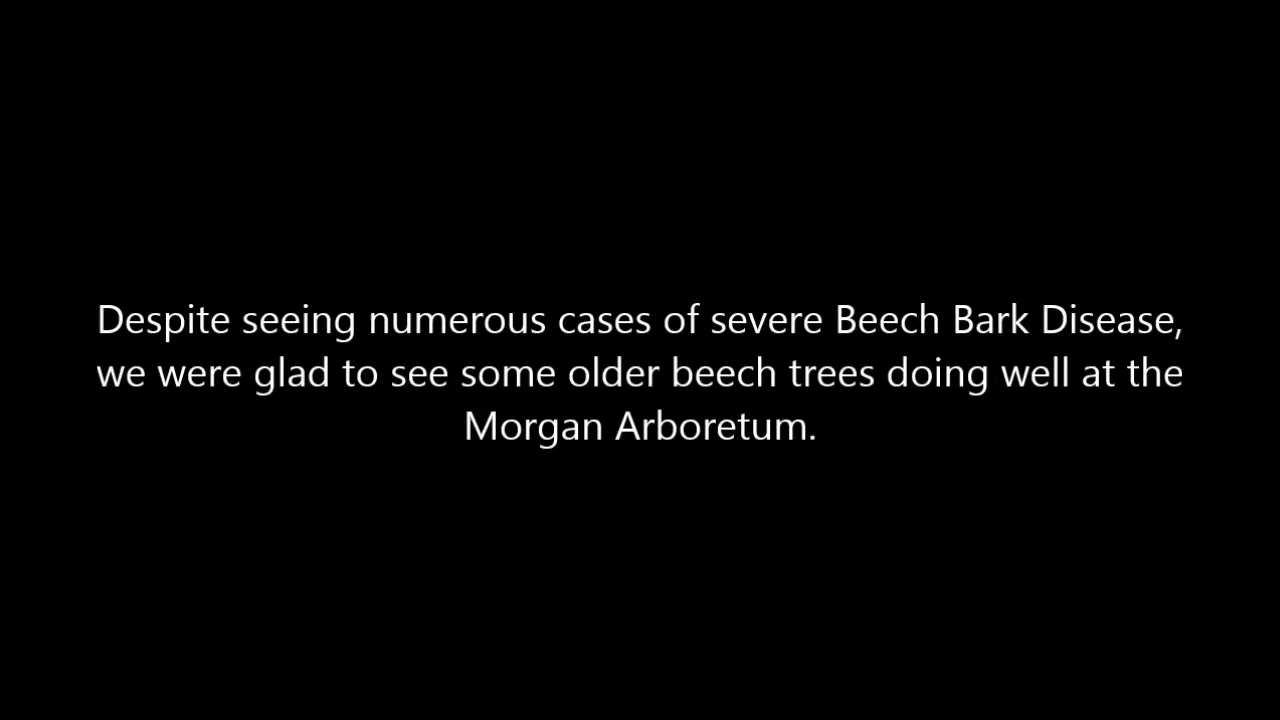 Despite seeing numerous cases of severe Beech Bark Disease,
we were glad to see some older beech trees doing well at the
Morgan Arboretum.